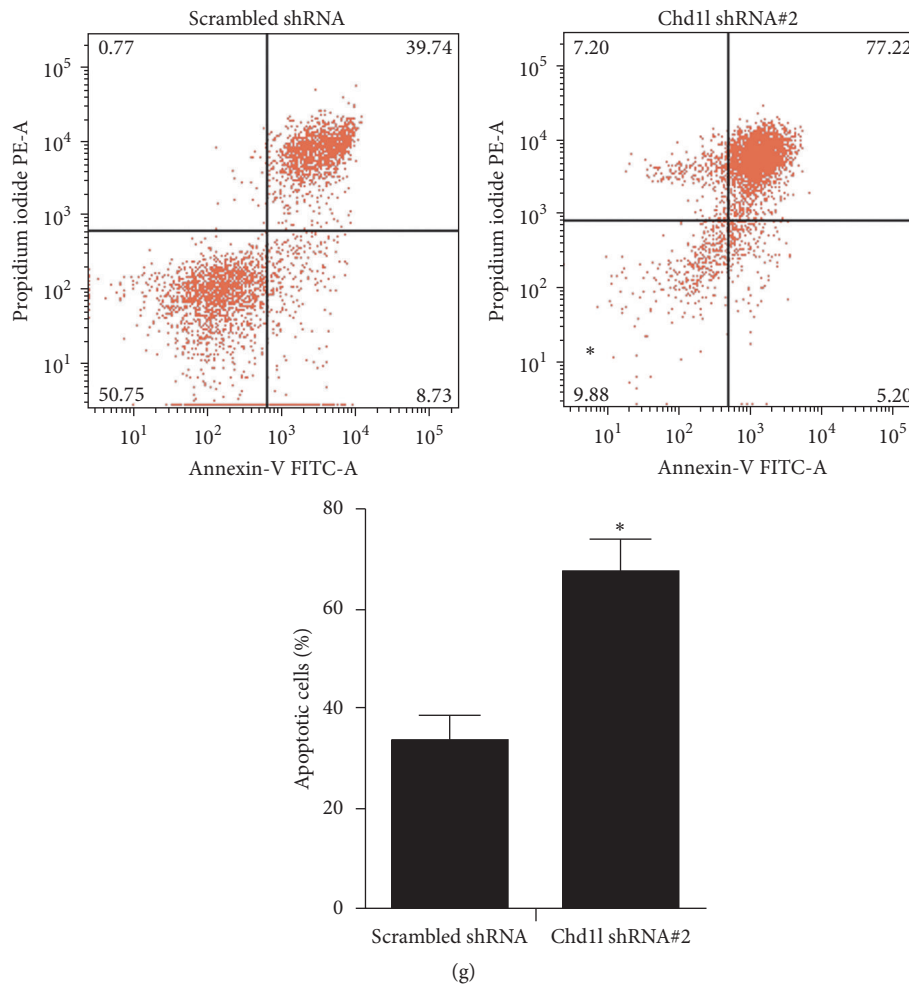 Scrambled shRNA
0.77 39.74
10^5
10^4
10^3
10^2
10^1
Propidium iodide PE-A
50.75 8.73
10^1 10^2 10^3 10^4 10^5
Annexin-V FITC-A
Chd1l shRNA#2
7.20 77.22
10^5
10^4
10^3
10^2
10^1
Propidium iodide PE-A
*
9.88 5.20
10^1 10^2 10^3 10^4 10^5
Annexin-V FITC-A
80
60
40
20
0
Apoptotic cells (%)
*
Scrambled shRNA Chd1l shRNA#2
(g)